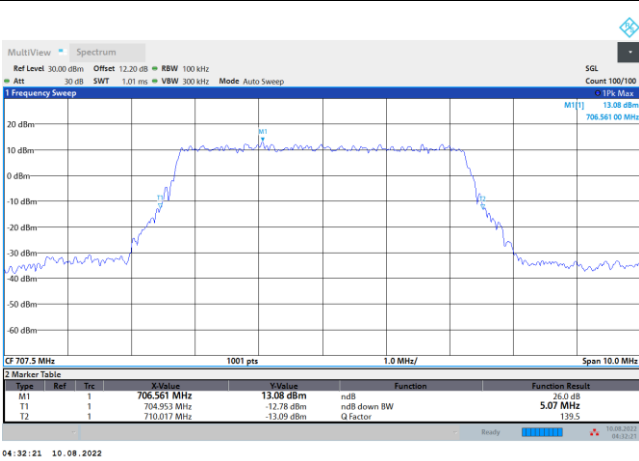 MultiView Spectrum
Ref Level 30.00 dBm Offset 12.20 dB RBW 100 kHz SGL
Att 30 dB SWT 1.01 ms VBW 300 kHz Mode Auto Sweep Count 100/100
1 Frequency Sweep 1Pk Max
M1[1] 13.08 dBm
706.561 00 MHz
20 dBm
M1
10 dBm
0 dBm
-10 dBm
T1
T2
-20 dBm
-30 dBm
-40 dBm
-50 dBm
-60 dBm
CF 707.5 MHz 1001 pts 1.0 MHz/ Span 10.0 MHz
2 Marker Table
Type Ref Trc X-Value Y-Value Function Function Result
M1 1 706.561 MHz 13.08 dBm ndB 26.0 dB
T1 1 704.953 MHz -12.78 dBm ndB down BW 5.07 MHz
T2 1 710.017 MHz -13.09 dBm Q Factor 139.5
Ready 10.08.2022
04:32:21
04:32:21 10.08.2022